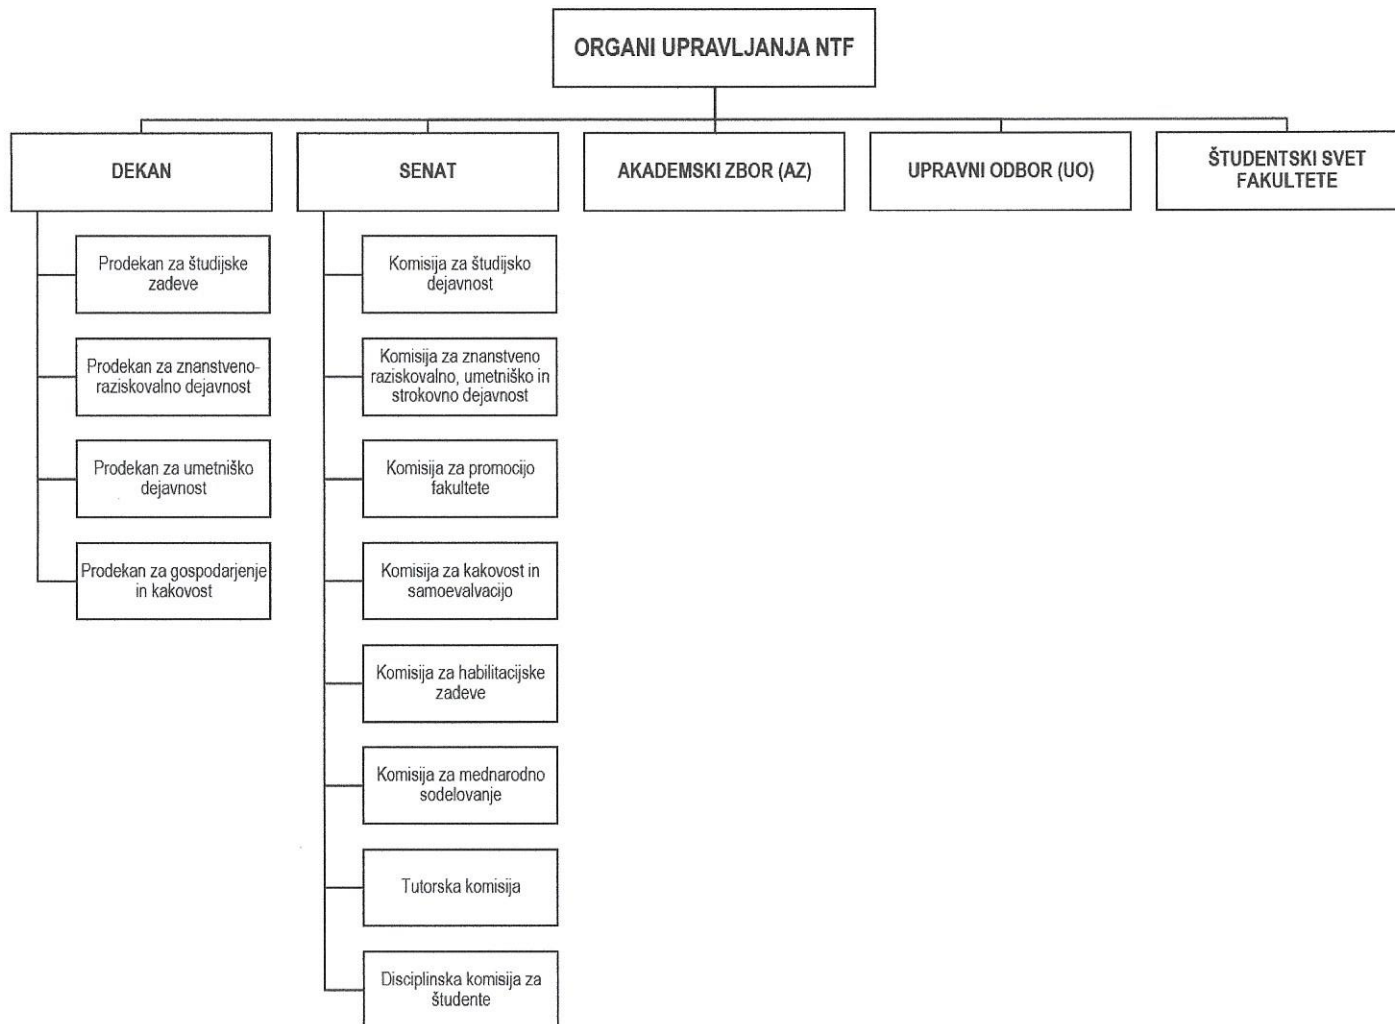 ORGANI UPRAVLJANJA NTF
DEKAN
SENAT
AKADEMSKI ZBOR (AZ)
UPRAVNI ODBOR (UO)
ŠTUDENTSKI SVET
FAKULTETE
Prodekan za študijske
zadeve
Prodekan za znanstveno-
raziskovalno dejavnost
Prodekan za umetniško
dejavnost
Prodekan za gospodarjenje
in kakovost
Komisija za študijsko
dejavnost
Komisija za znanstveno
raziskovalno, umetniško in
strokovno dejavnost
Komisija za promocijo
fakultete
Komisija za kakovost in
samoevalvacijo
Komisija za habilitacijske
zadeve
Komisija za mednarodno
sodelovanje
Tutorska komisija
Disciplinska komisija za
študente